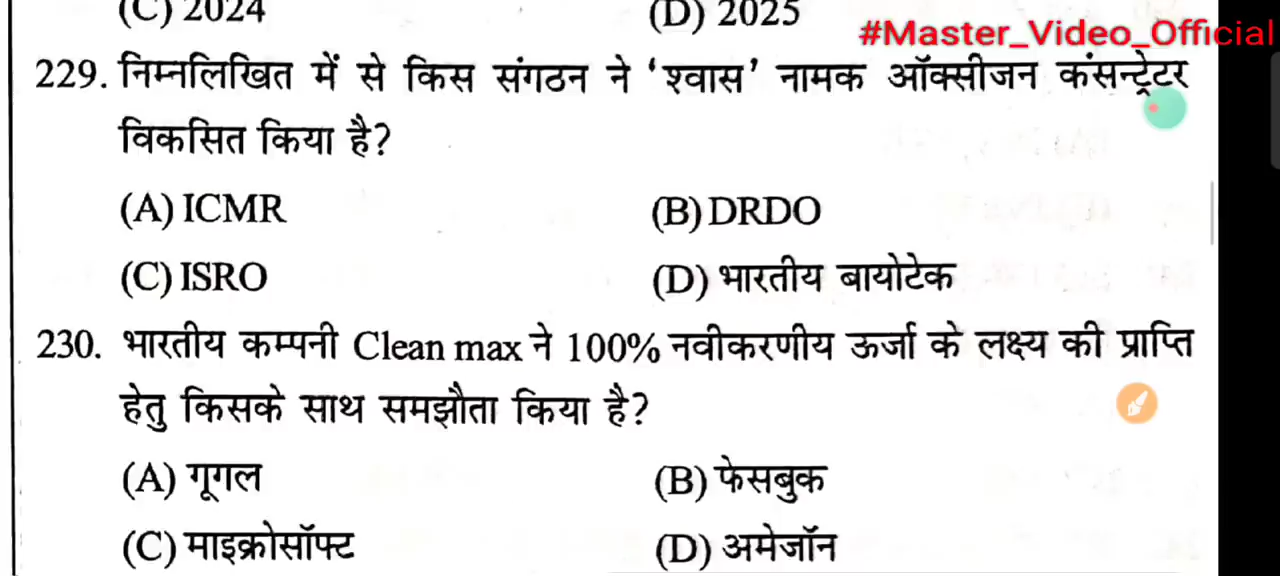 (C) 2024 (D) 2025
#Master_Video_Official
229. निम्नलिखित में से किस संगठन ने ‘श्वास’ नामक ऑक्सीजन कंसन्ट्रेटर
विकसित किया है?
(A) ICMR (B) DRDO
(C) ISRO (D) भारतीय बायोटेक
230. भारतीय कम्पनी Clean max ने 100% नवीकरणीय ऊर्जा के लक्ष्य की प्राप्ति
हेतु किसके साथ समझौता किया है?
(A) गूगल (B) फेसबुक
(C) माइक्रोसॉफ्ट (D) अमेजॉन